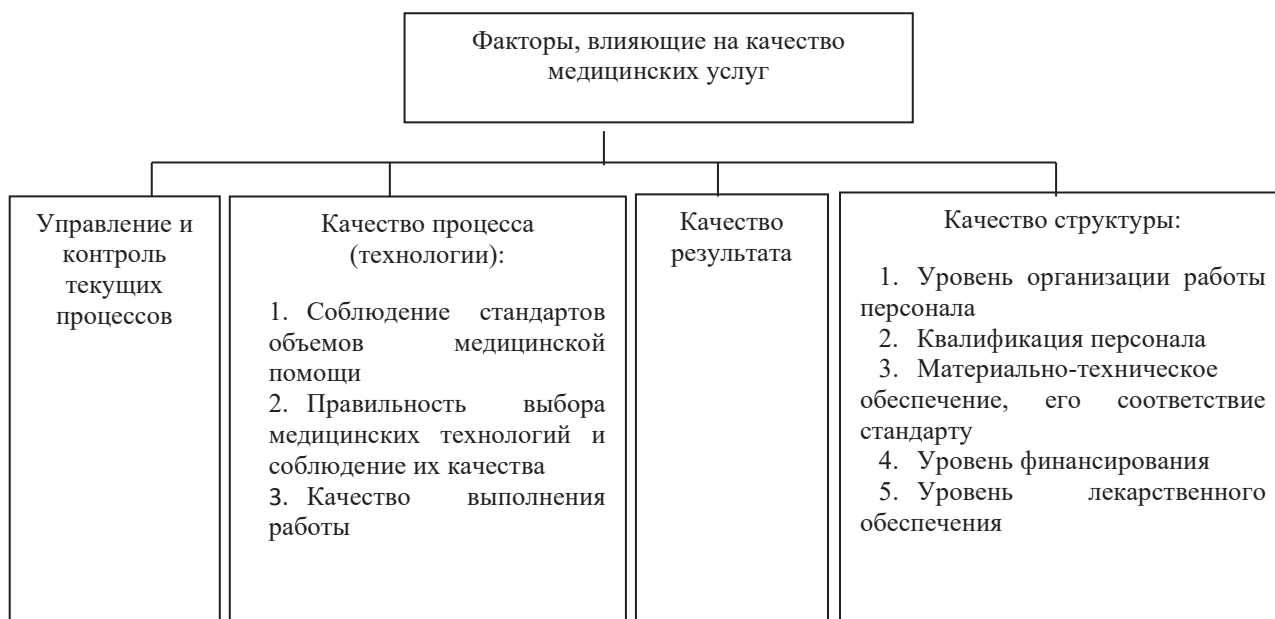 Факторы, влияющие на качество
медицинских услуг
Управление и
контроль
текущих
процессов
Качество процесса
(технологии):
1. Соблюдение стандартов
объемов медицинской
помощи
2. Правильность выбора
медицинских технологий и
соблюдение их качества
3. Качество выполнения
работы
Качество
результата
Качество структуры:
1. Уровень организации работы
персонала
2. Квалификация персонала
3. Материально-техническое
обеспечение, его соответствие
стандарту
4. Уровень финансирования
5. Уровень лекарственного
обеспечения